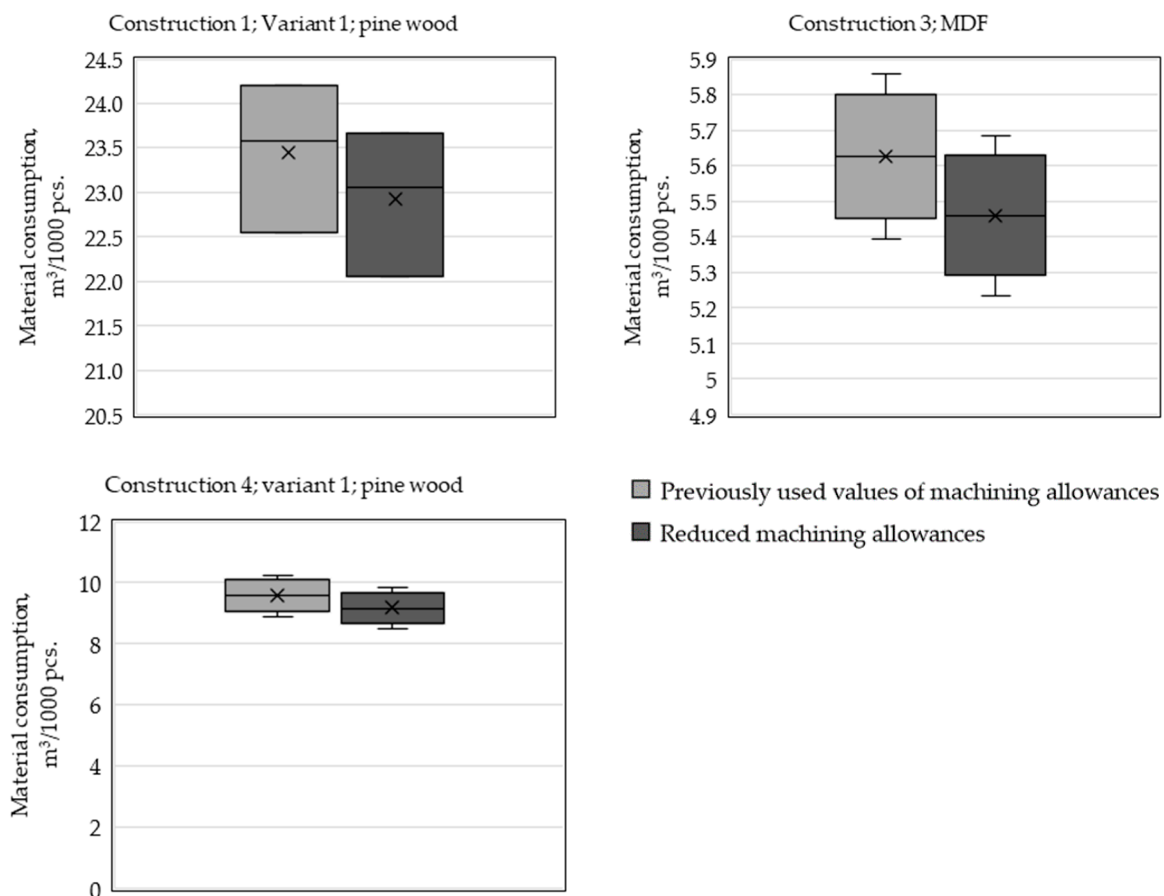 Construction 1; Variant 1; pine wood
Material consumption,
m³/1000 pcs.
24.5
24.0
23.5
23.0
22.5
22.0
21.5
21.0
20.5
Construction 3; MDF
Material consumption,
m³/1000 pcs.
5.9
5.8
5.7
5.6
5.5
5.4
5.3
5.2
5.1
5
4.9
Construction 4; variant 1; pine wood
Material consumption,
m³/1000 pcs.
12
10
8
6
4
2
0
Previously used values of machining allowances
Reduced machining allowances